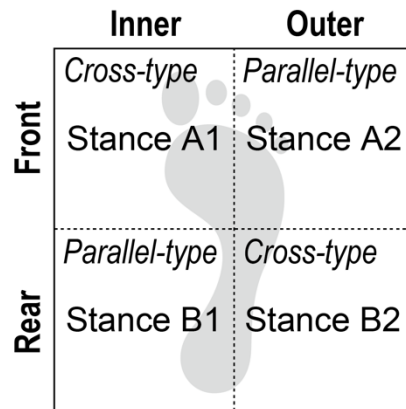 Inner Outer
Front
Cross-type Parallel-type
Stance A1 Stance A2
Rear
Parallel-type Cross-type
Stance B1 Stance B2